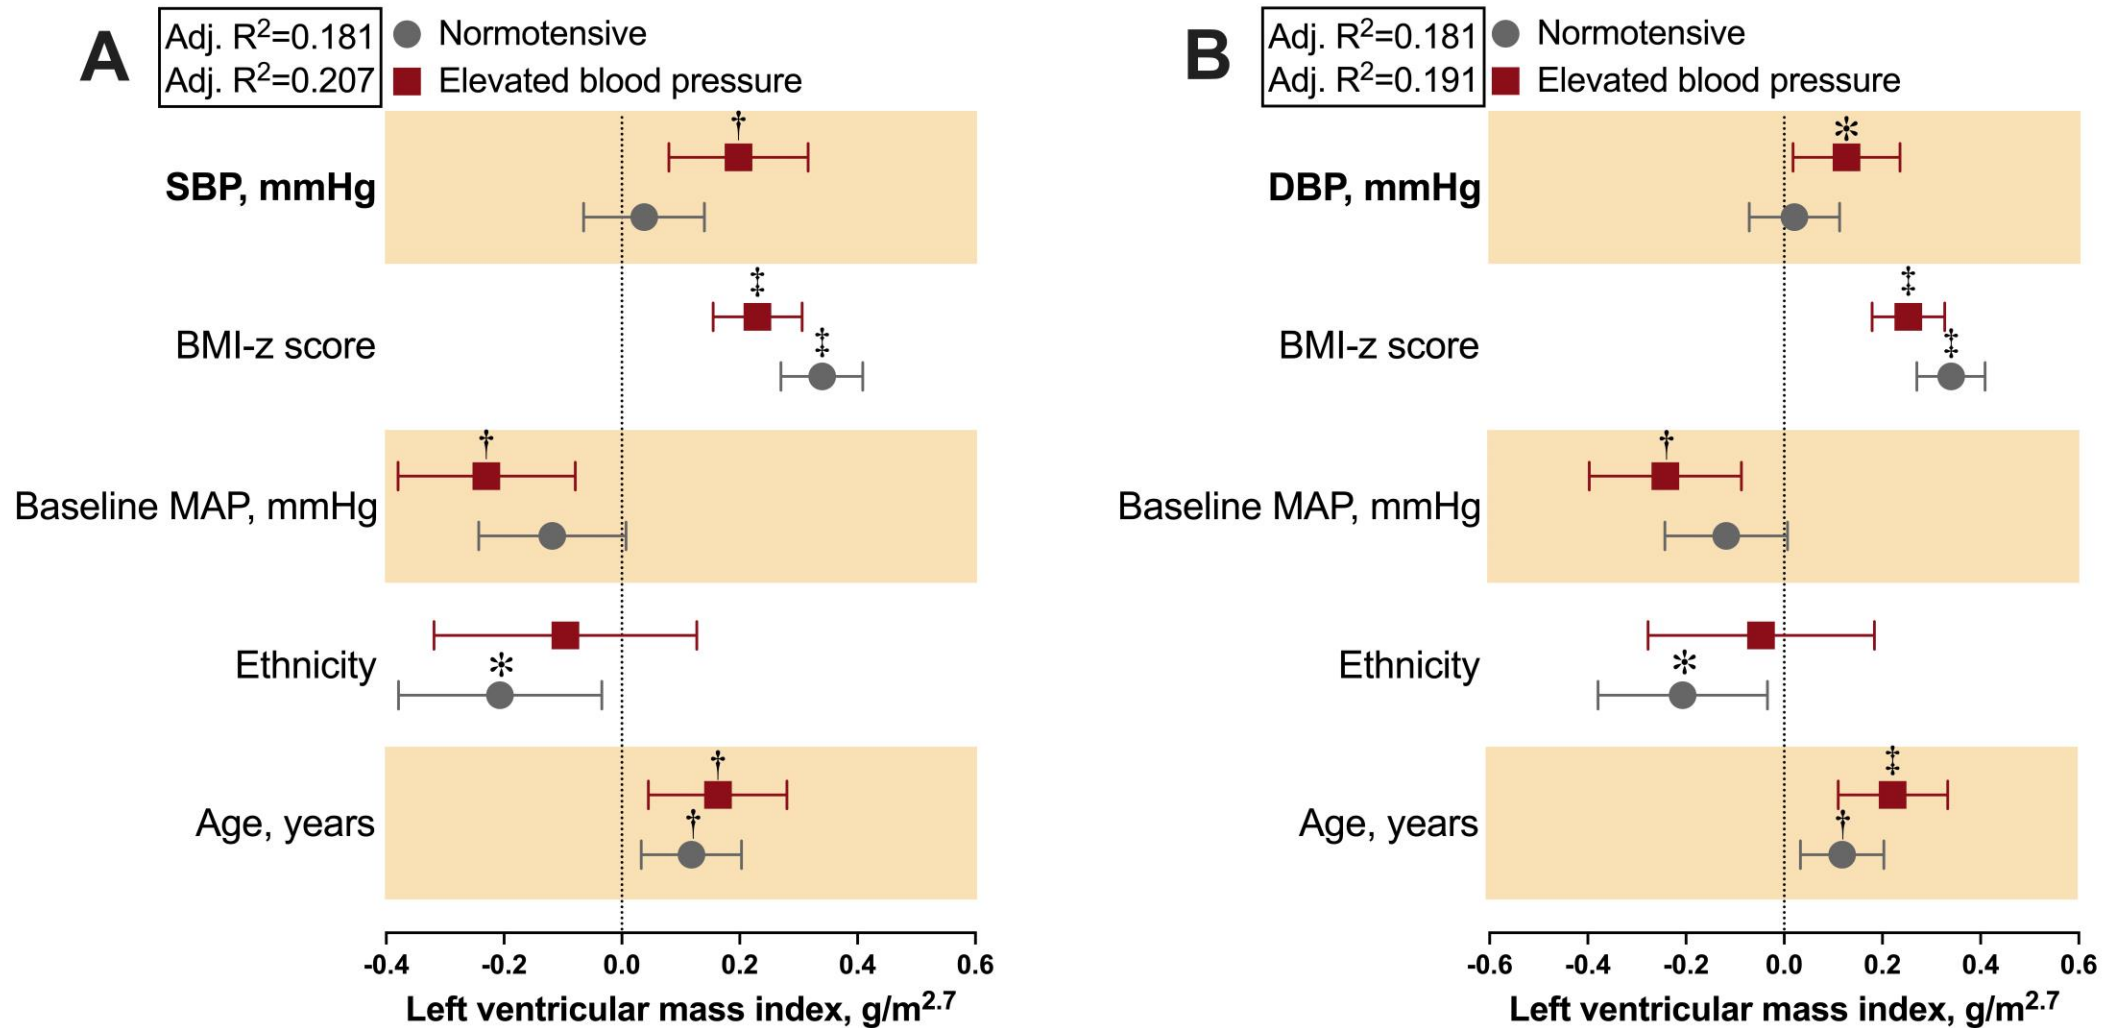 A
Adj. R²=0.181
Adj. R²=0.207
Normotensive
Elevated blood pressure
†
SBP, mmHg
‡
BMI-z score
‡
†
Baseline MAP, mmHg
Ethnicity
*
†
Age, years
†
-0.4 -0.2 0.0 0.2 0.4 0.6
Left ventricular mass index, g/m²·⁷
B
Adj. R²=0.181
Adj. R²=0.191
Normotensive
Elevated blood pressure
*
DBP, mmHg
‡
BMI-z score
‡
†
Baseline MAP, mmHg
Ethnicity
*
‡
Age, years
†
-0.6 -0.4 -0.2 0.0 0.2 0.4 0.6
Left ventricular mass index, g/m²·⁷